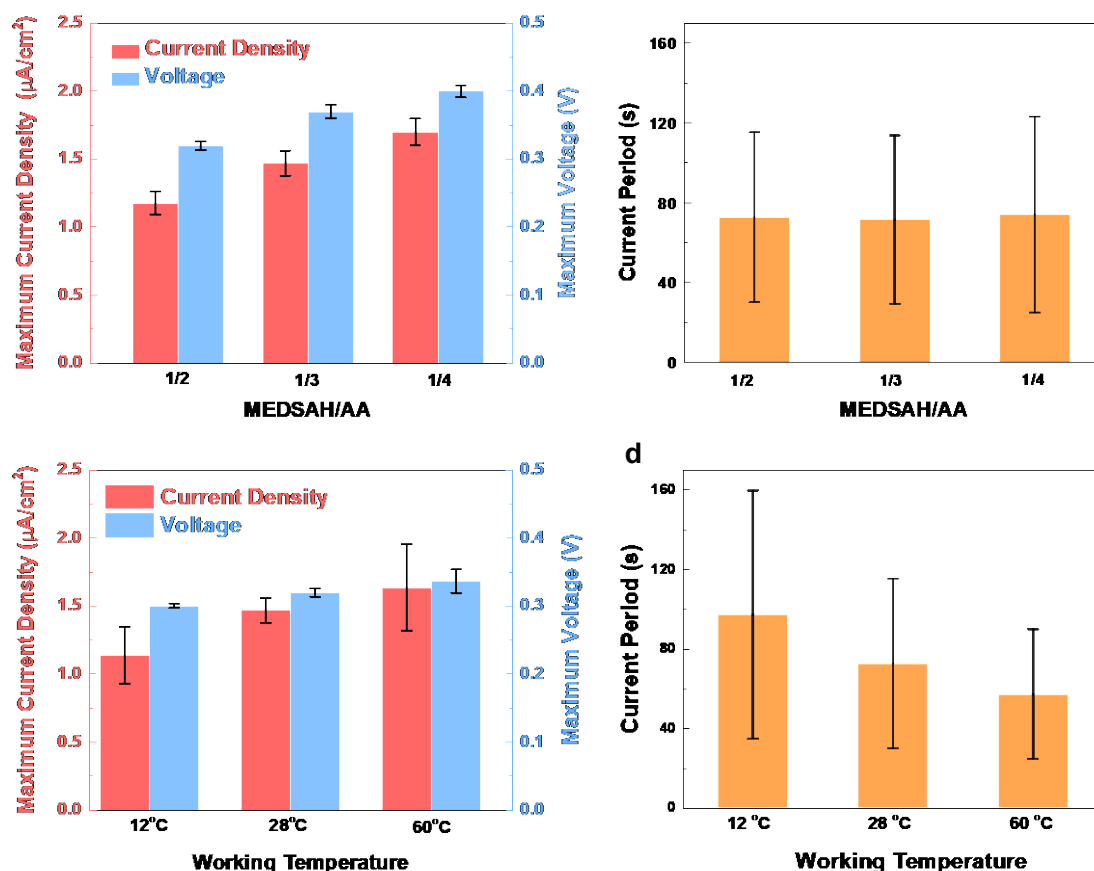 2.5
2.0
1.5
1.0
0.5
0.0
Maximum Current Density (μA/cm²)
Current Density
Voltage
0.5
0.4
0.3
0.2
0.1
0.0
Maximum Voltage (V)
1/2 1/3 1/4
MEDSAH/AA
160
120
80
40
0
Current Period (s)
1/2 1/3 1/4
MEDSAH/AA
2.5
2.0
1.5
1.0
0.5
0.0
Maximum Current Density (μA/cm²)
Current Density
Voltage
0.5
0.4
0.3
0.2
0.1
0.0
Maximum Voltage (V)
12°C 28°C 60°C
Working Temperature
d
160
120
80
40
0
Current Period (s)
12 °C 28 °C 60 °C
Working Temperature